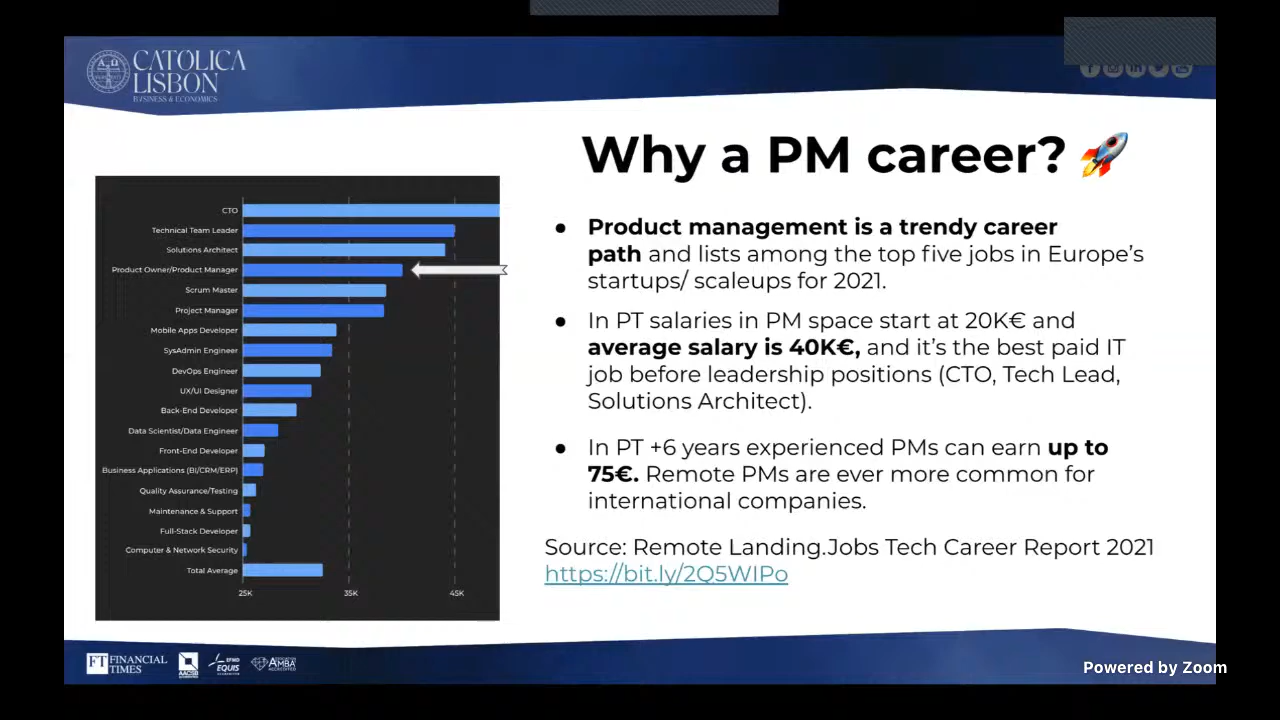 CATÓLICA
LISBON
BUSINESS & ECONOMICS
Why a PM career? 🚀
CTO
Technical Team Leader
Solutions Architect
Product Owner/Product Manager
Scrum Master
Project Manager
Mobile Apps Developer
SysAdmin Engineer
DevOps Engineer
UX/UI Designer
Back-End Developer
Data Scientist/Data Engineer
Front-End Developer
Business Applications (BI/CRM/ERP)
Quality Assurance/Testing
Maintenance & Support
Full-Stack Developer
Computer & Network Security
Total Average
25K 35K 45K
● Product management is a trendy career
path and lists among the top five jobs in Europe’s
startups/ scaleups for 2021.
● In PT salaries in PM space start at 20K€ and
average salary is 40K€, and it’s the best paid IT
job before leadership positions (CTO, Tech Lead,
Solutions Architect).
● In PT +6 years experienced PMs can earn up to
75€. Remote PMs are ever more common for
international companies.
Source: Remote Landing.Jobs Tech Career Report 2021
https://bit.ly/2Q5WIPo
FT FINANCIAL
TIMES
AACSB
EFMD
EQUIS
AMBA
Powered by Zoom